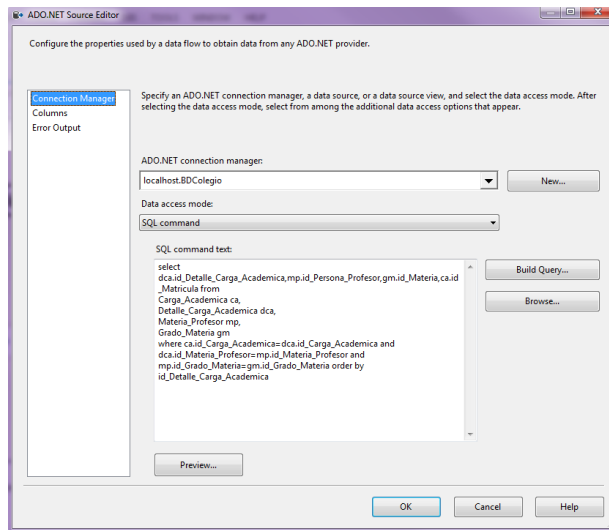 ADO.NET Source Editor
Configure the properties used by a data flow to obtain data from any ADO.NET provider.
Connection Manager
Columns
Error Output
Specify an ADO.NET connection manager, a data source, or a data source view, and select the data access mode. After
selecting the data access mode, select from among the additional data access options that appear.
ADO.NET connection manager:
localhost.BDColegio
New...
Data access mode:
SQL command
SQL command text:
select
dca.id_Detalle_Carga_Academica,mp.id_Persona_Profesor,gm.id_Materia,ca.id
_Matricula from
Carga_Academica ca,
Detalle_Carga_Academica dca,
Materia_Profesor mp,
Grado_Materia gm
where ca.id_Carga_Academica=dca.id_Carga_Academica and
dca.id_Materia_Profesor=mp.id_Materia_Profesor and
mp.id_Grado_Materia=gm.id_Grado_Materia order by
id_Detalle_Carga_Academica
Build Query...
Browse...
Preview...
OK
Cancel
Help